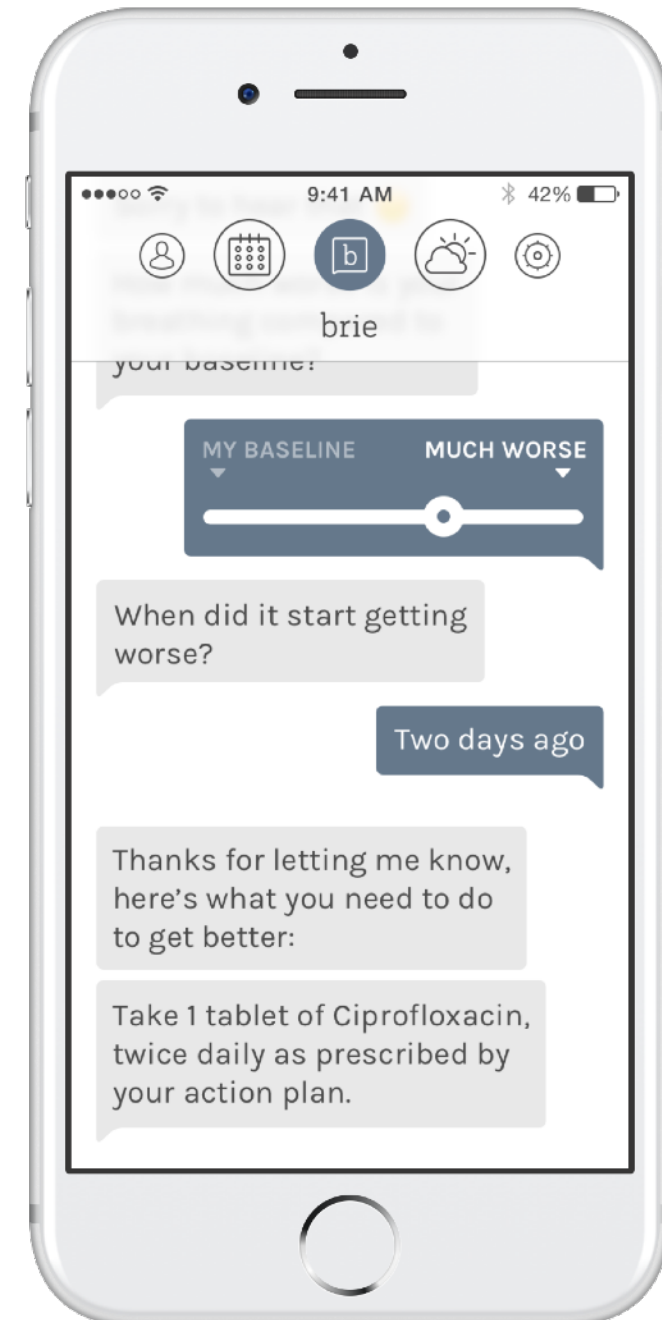 9:41 AM
42%
b
brie
your baseline?
MY BASELINE
MUCH WORSE
When did it start getting
worse?
Two days ago
Thanks for letting me know,
here's what you need to do
to get better:
Take 1 tablet of Ciprofloxacin,
twice daily as prescribed by
your action plan.